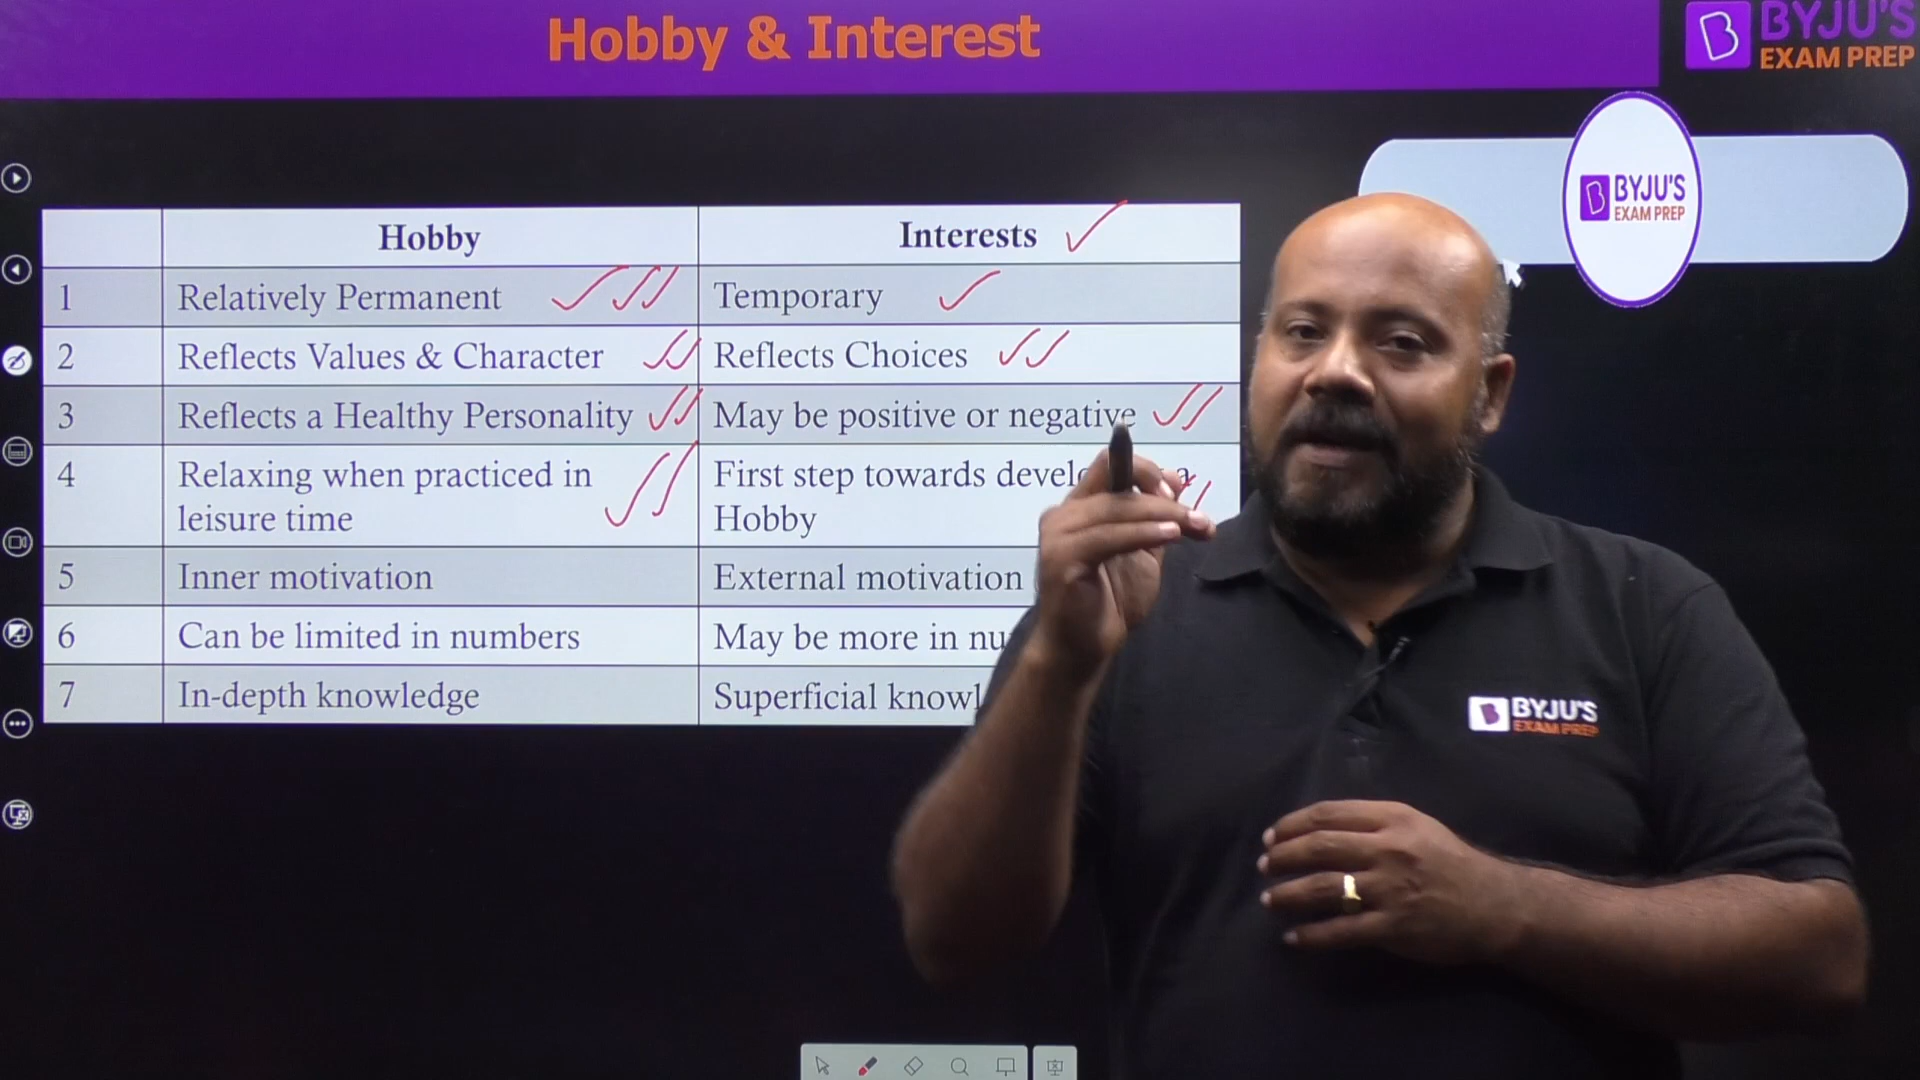 Hobby & Interest
BYJU'S
EXAM PREP
BYJU'S
EXAM PREP
Hobby Interests
1 Relatively Permanent Temporary
2 Reflects Values & Character Reflects Choices
3 Reflects a Healthy Personality May be positive or negative
4 Relaxing when practiced in First step towards a
leisure time Hobby
5 Inner motivation External motivation
6 Can be limited in numbers May be more in
7 In-depth knowledge Superficial
BYJU'S
EXAM PREP